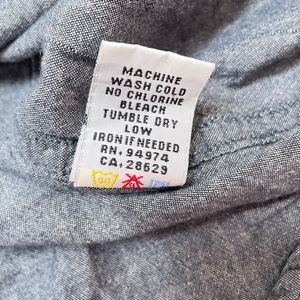 MACHINE
WASH COLD
NO CHLORINE
BLEACH
TUMBLE DRY
LOW
IRON IF NEEDED
RN. 94974
CA. 28629